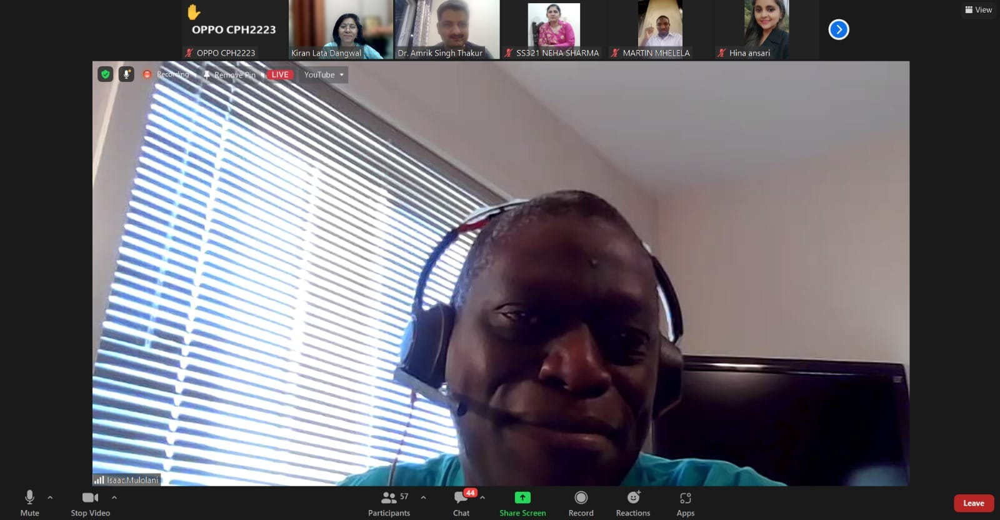 View
OPPO CPH2223
OPPO CPH2223
Kiran Lata Dangwal
Dr. Amrik Singh Thakur
SS321 NEHA SHARMA
MARTIN MHELELA
Hina ansari
Recording
Remove Pin
LIVE
YouTube
Isaac.Mulolani
Mute
Stop Video
57
Participants
44
Chat
Share Screen
Record
Reactions
Apps
Leave